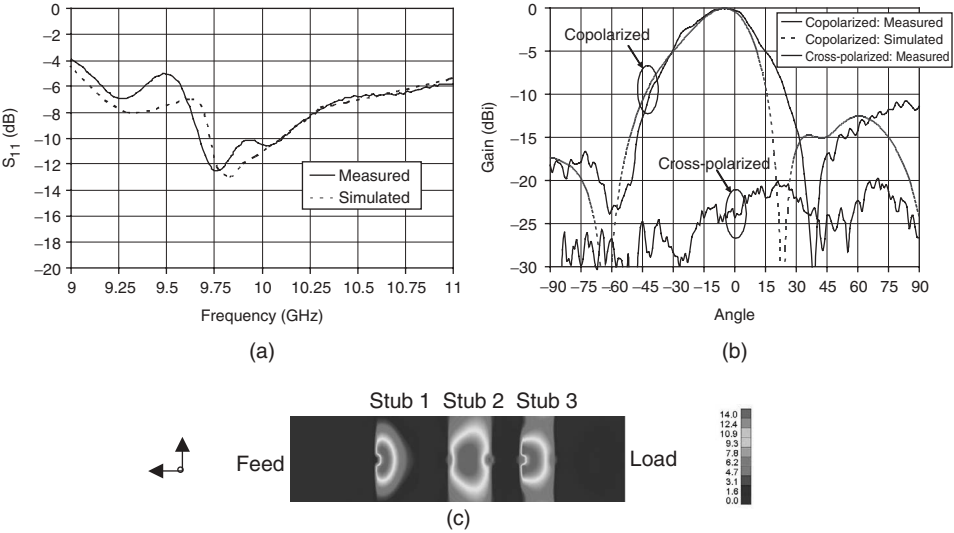 0
−2
−4
−6
−8
−10
−12
−14
−16
−18
−20
S11 (dB)
Measured
Simulated
9 9.25 9.5 9.75 10 10.25 10.5 10.75 11
Frequency (GHz)
(a)
0
−5
−10
−15
−20
−25
−30
Gain (dBi)
Copolarized
Cross-polarized
Copolarized: Measured
Copolarized: Simulated
Cross-polarized: Measured
−90 −75 −60 −45 −30 −15 0 15 30 45 60 75 90
Angle
(b)
Stub 1 Stub 2 Stub 3
Feed
Load
14.0
12.4
10.9
9.3
7.8
6.2
4.7
3.1
1.6
0.0
(c)